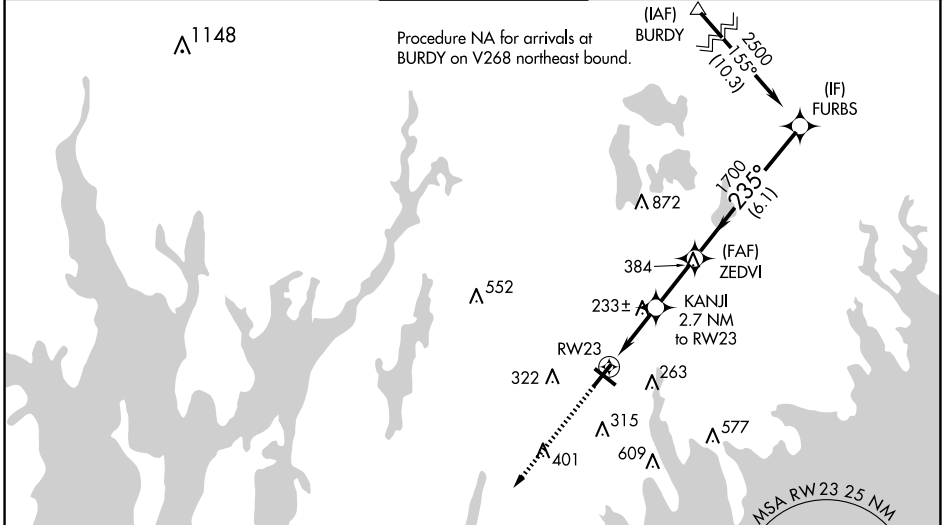 1148
Procedure NA for arrivals at
BURDY on V268 northeast bound.
(IAF)
BURDY
2500
155°
(10.3)
(IF)
FURBS
1700
235°
(6.1)
872
(FAF)
ZEDVI
384
552
233±
KANJI
2.7 NM
to RW23
RW23
322
263
315
577
401
609
MSA RW23 25 NM